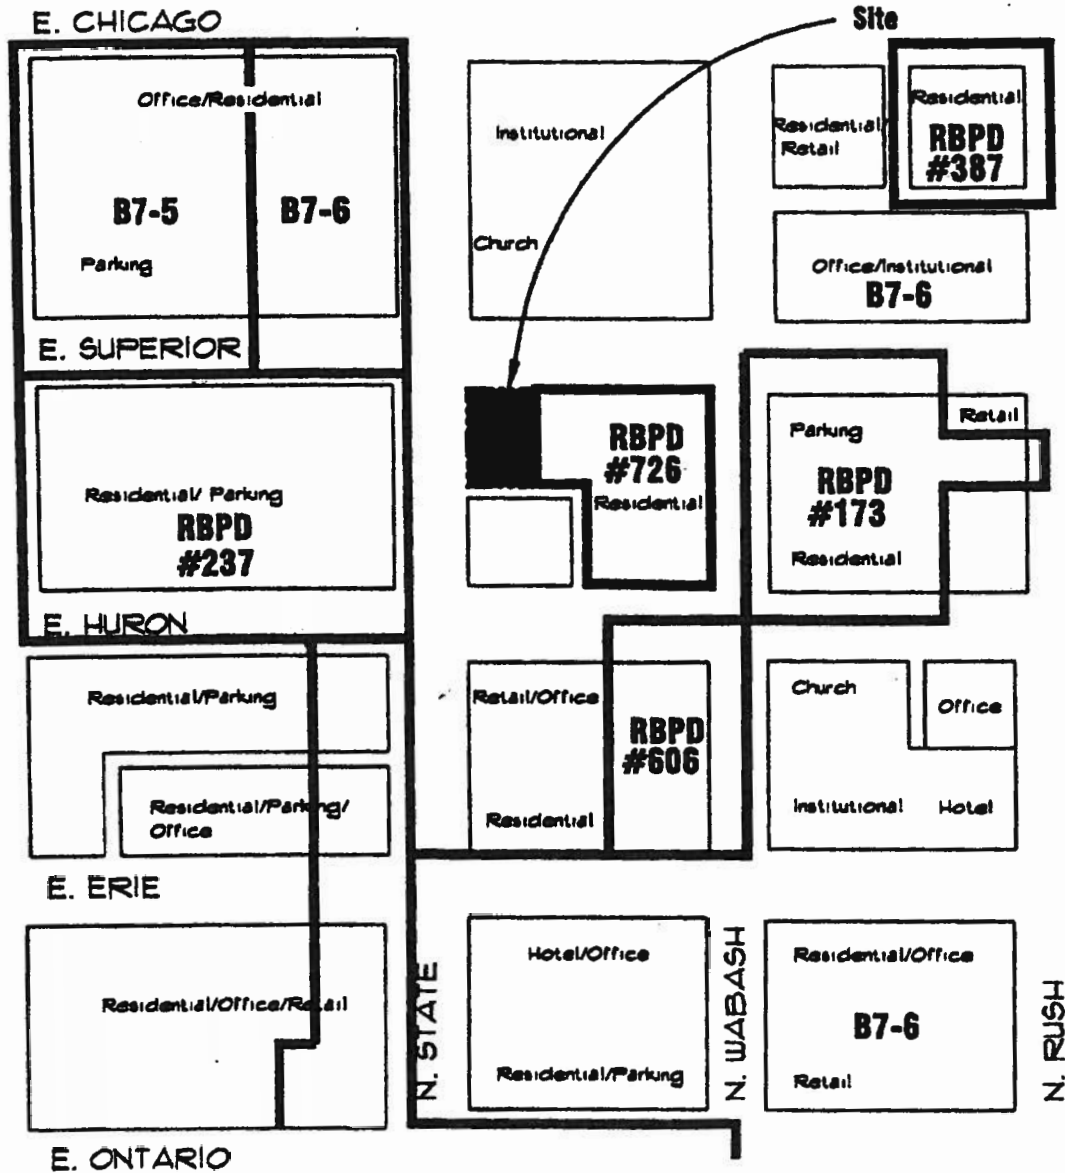 E. CHICAGO
Site
Office/Residential
B7-5
B7-6
Parking
Institutional
Church
Residential/
Retail
Residential
RBPD
#387
Office/Institutional
B7-6
E. SUPERIOR
Residential/ Parking
RBPD
#237
RBPD
#726
Residential
Parking
Retail
RBPD
#173
Residential
E. HURON
Residential/Parking
Residential/Parking/
Office
Retail/Office
RBPD
#606
Residential
Church
Office
Institutional
Hotel
E. ERIE
Residential/Office/Retail
N. STATE
Hotel/Office
Residential/Parking
N. WABASH
Residential/Office
B7-6
Retail
N. RUSH
E. ONTARIO